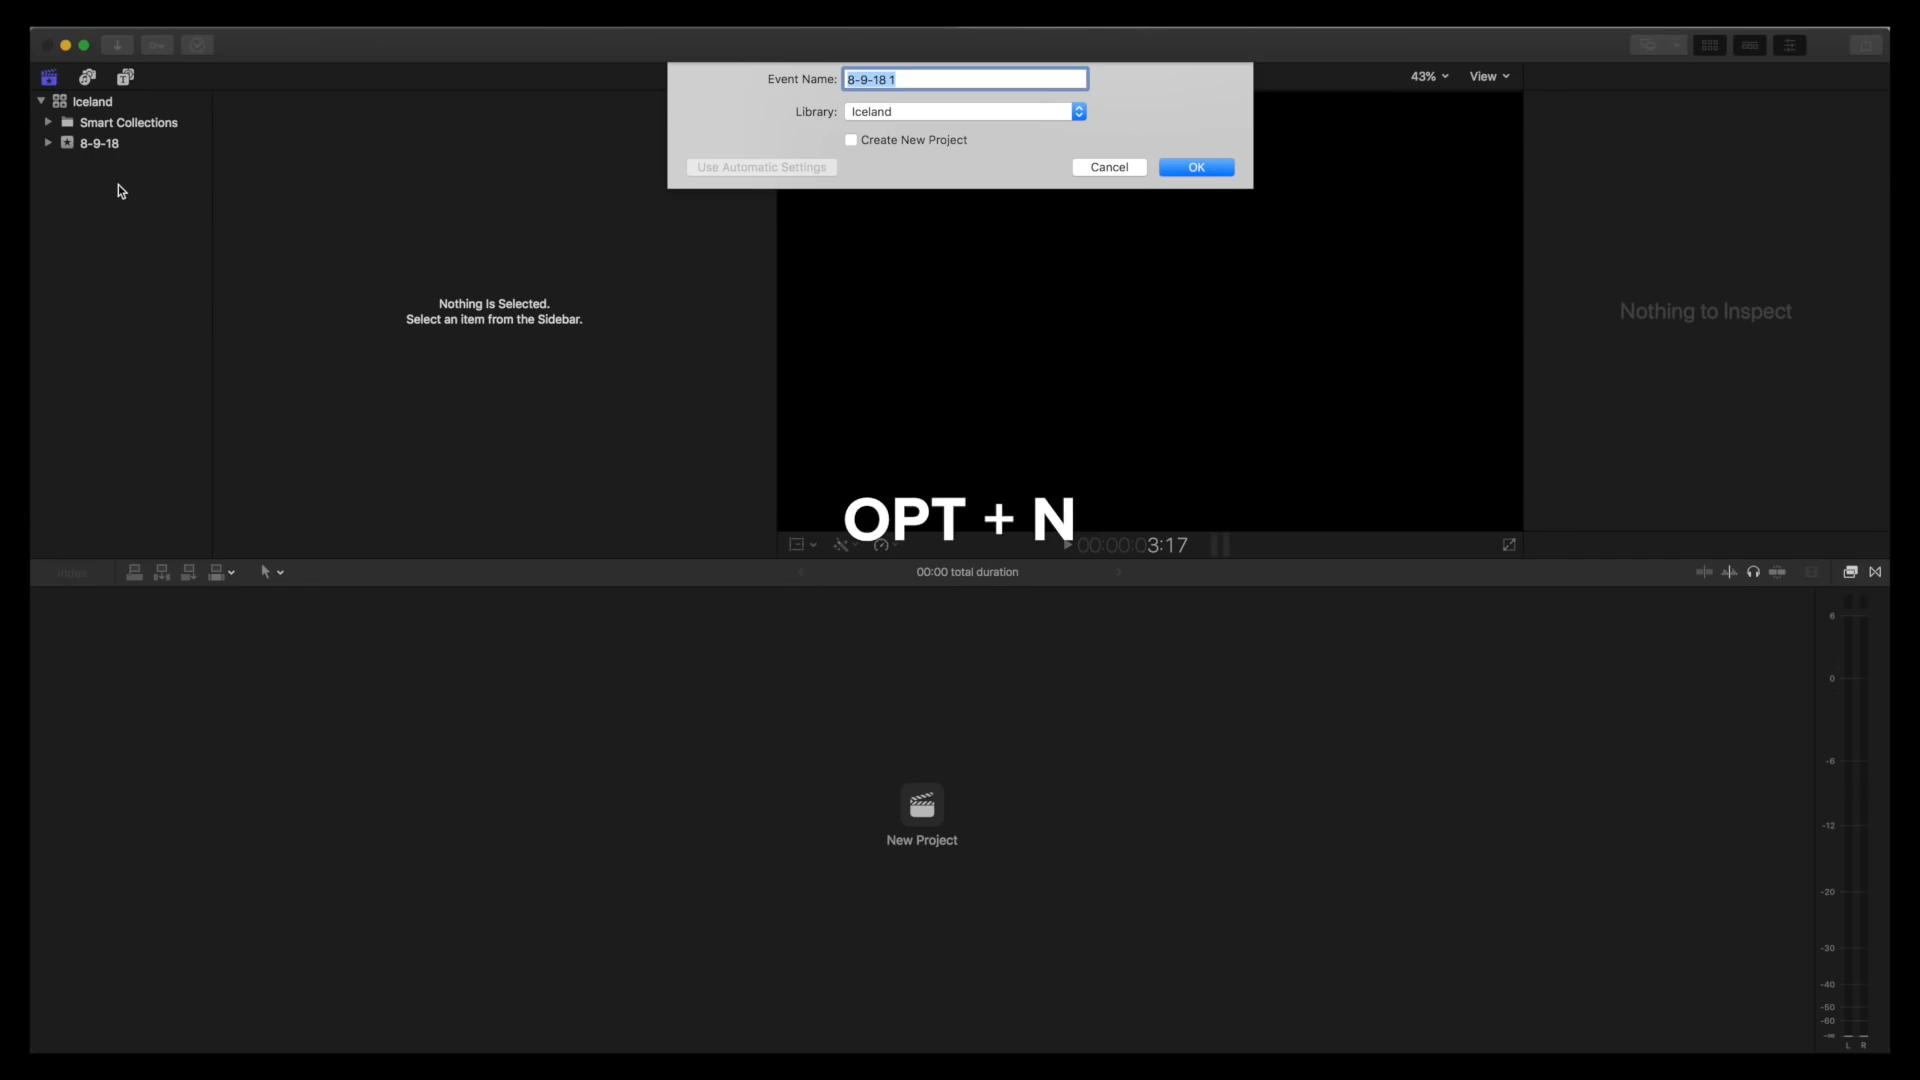 Event Name: 8-9-18 1
43% View
Iceland
Library: Iceland
Smart Collections
Create New Project
8-9-18
Use Automatic Settings Cancel OK
Nothing Is Selected.
Select an item from the Sidebar.
Nothing to Inspect
OPT + N
00:00:03:17
Index
00:00 total duration
New Project
6
0
-6
-12
-20
-30
-40
-50
-60
-∞
L R